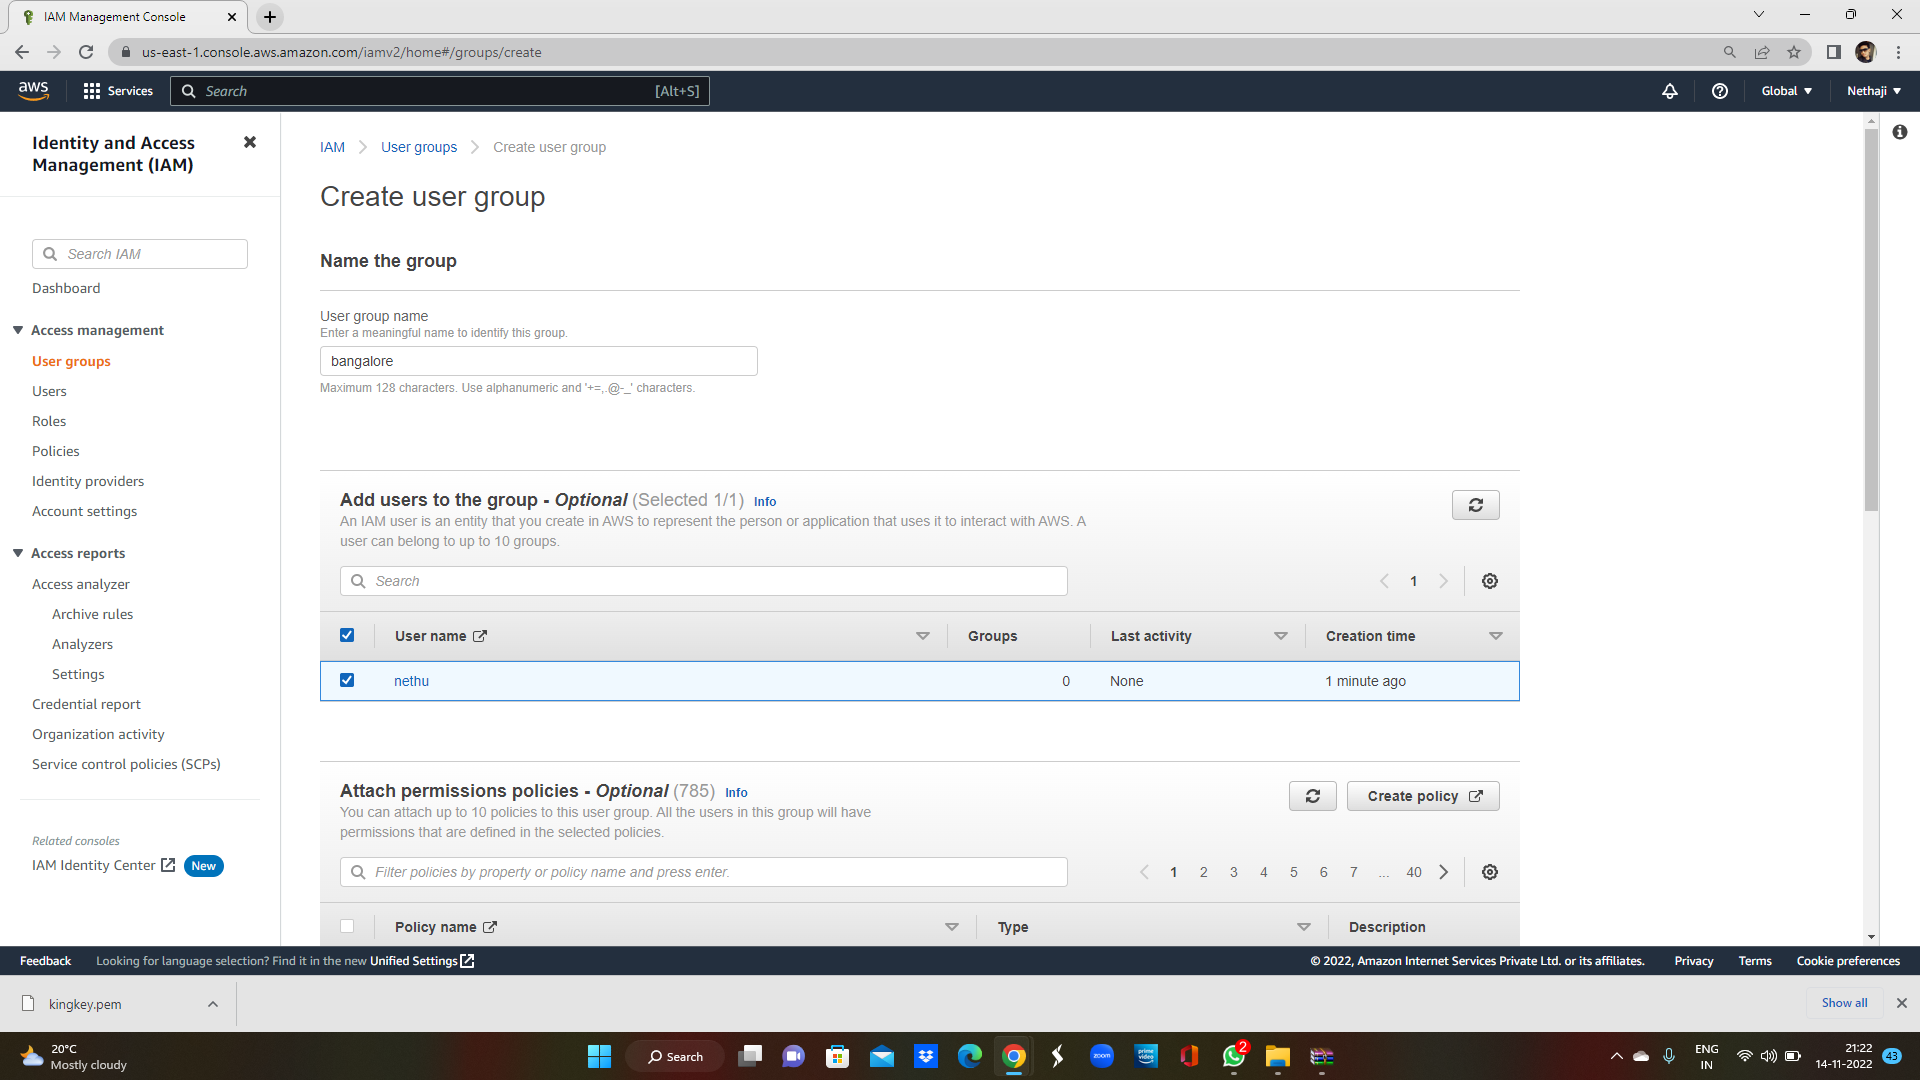 IAM Management Console
us-east-1.console.aws.amazon.com/iamv2/home#/groups/create
aws
Services
Search
[Alt+S]
Global
Nethaji
Identity and Access
Management (IAM)
Search IAM
Dashboard
Access management
User groups
Users
Roles
Policies
Identity providers
Account settings
Access reports
Access analyzer
Archive rules
Analyzers
Settings
Credential report
Organization activity
Service control policies (SCPs)
Related consoles
IAM Identity Center New
IAM User groups Create user group
Create user group
Name the group
User group name
Enter a meaningful name to identify this group.
bangalore
Maximum 128 characters. Use alphanumeric and '+=,.@-_' characters.
Add users to the group - Optional (Selected 1/1) Info
An IAM user is an entity that you create in AWS to represent the person or application that uses it to interact with AWS. A
user can belong to up to 10 groups.
Search
1
User name Groups Last activity Creation time
nethu 0 None 1 minute ago
Attach permissions policies - Optional (785) Info
Create policy
You can attach up to 10 policies to this user group. All the users in this group will have
permissions that are defined in the selected policies.
Filter policies by property or policy name and press enter.
1 2 3 4 5 6 7 ... 40
Policy name Type Description
Feedback Looking for language selection? Find it in the new Unified Settings
© 2022, Amazon Internet Services Private Ltd. or its affiliates. Privacy Terms Cookie preferences
kingkey.pem
Show all
20°C
Mostly cloudy
Search
zoom
prime
video
2
ENG
IN
21:22
14-11-2022
43